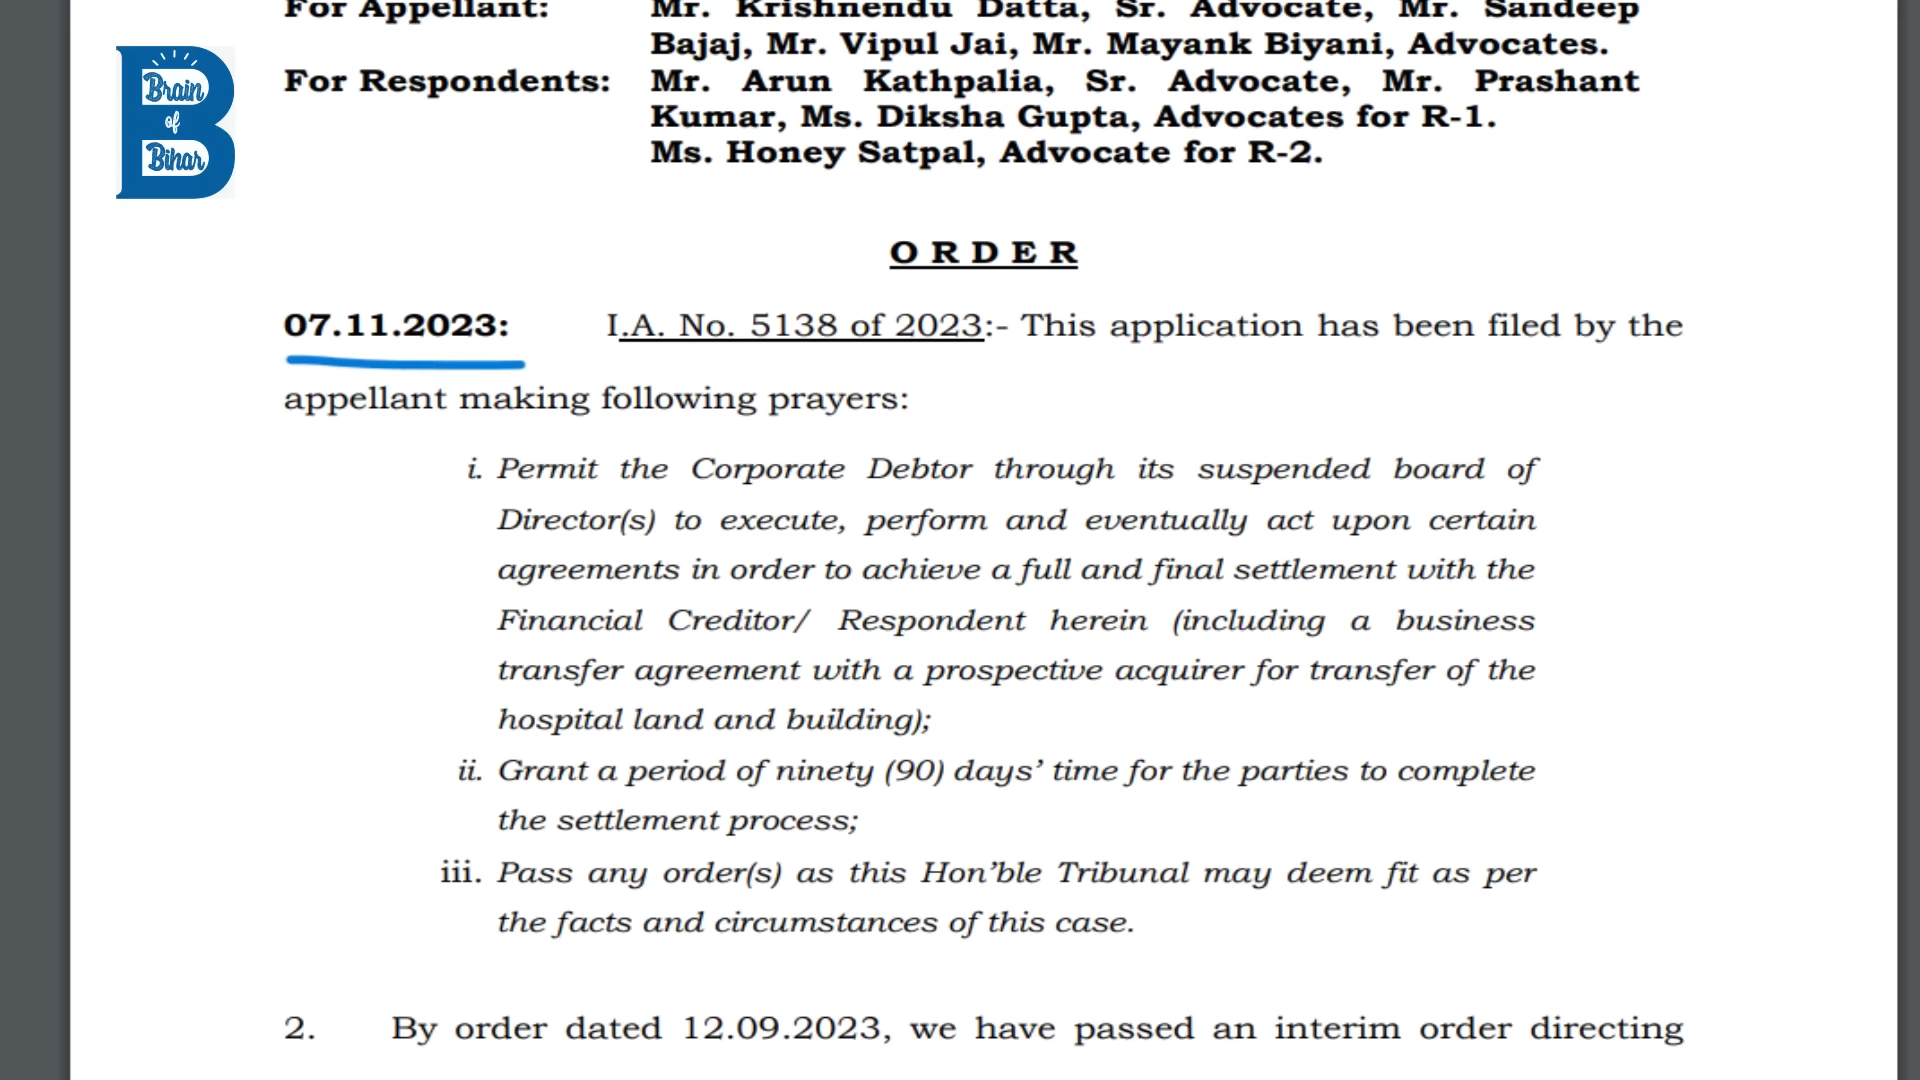 For Appellant: Mr. Krishnendu Datta, Sr. Advocate, Mr. Sandeep
Bajaj, Mr. Vipul Jai, Mr. Mayank Biyani, Advocates.
For Respondents: Mr. Arun Kathpalia, Sr. Advocate, Mr. Prashant
Kumar, Ms. Diksha Gupta, Advocates for R-1.
Ms. Honey Satpal, Advocate for R-2.
Brain
of
Bihar
O R D E R
07.11.2023: I.A. No. 5138 of 2023:- This application has been filed by the
appellant making following prayers:
i. Permit the Corporate Debtor through its suspended board of
Director(s) to execute, perform and eventually act upon certain
agreements in order to achieve a full and final settlement with the
Financial Creditor/ Respondent herein (including a business
transfer agreement with a prospective acquirer for transfer of the
hospital land and building);
ii. Grant a period of ninety (90) days’ time for the parties to complete
the settlement process;
iii. Pass any order(s) as this Hon’ble Tribunal may deem fit as per
the facts and circumstances of this case.
2. By order dated 12.09.2023, we have passed an interim order directing